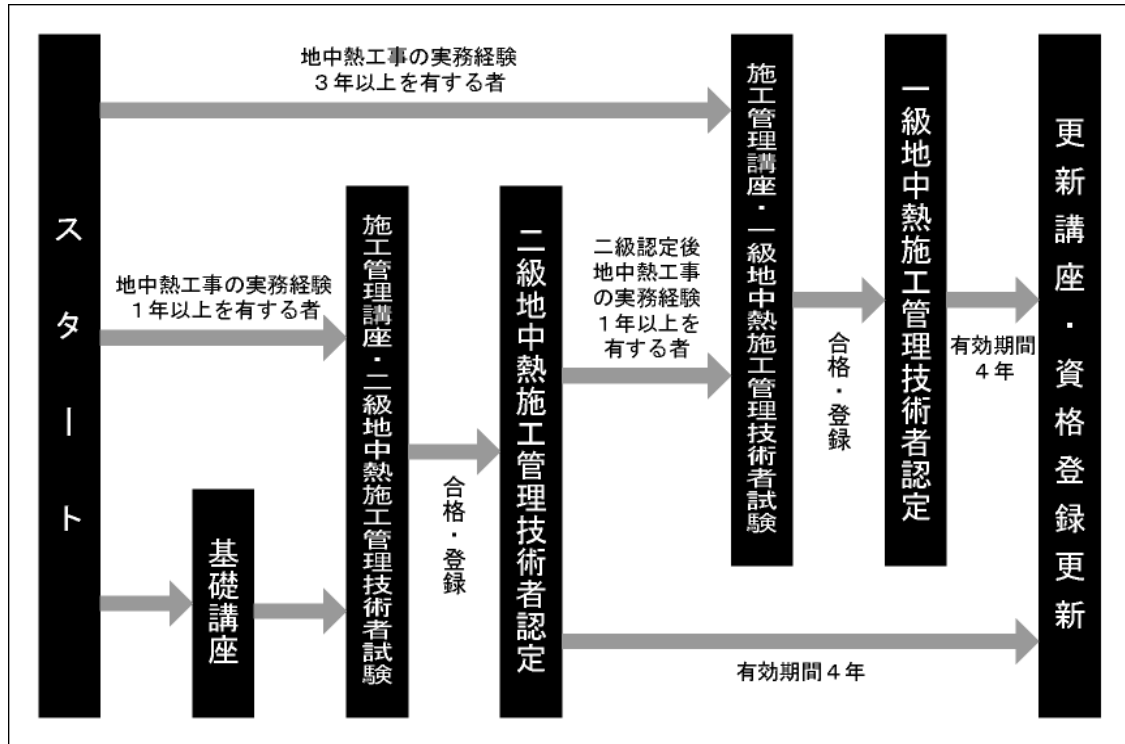 スタート
地中熱工事の実務経験
３年以上を有する者
地中熱工事の実務経験
１年以上を有する者
基礎講座
施工管理講座・二級地中熱施工管理技術者試験
合格・登録
二級地中熱施工管理技術者認定
二級認定後
地中熱工事
の実務経験
１年以上を
有する者
施工管理講座・一級地中熱施工管理技術者試験
合格・登録
一級地中熱施工管理技術者認定
有効期間
４年
有効期間４年
更新講座・資格登録更新